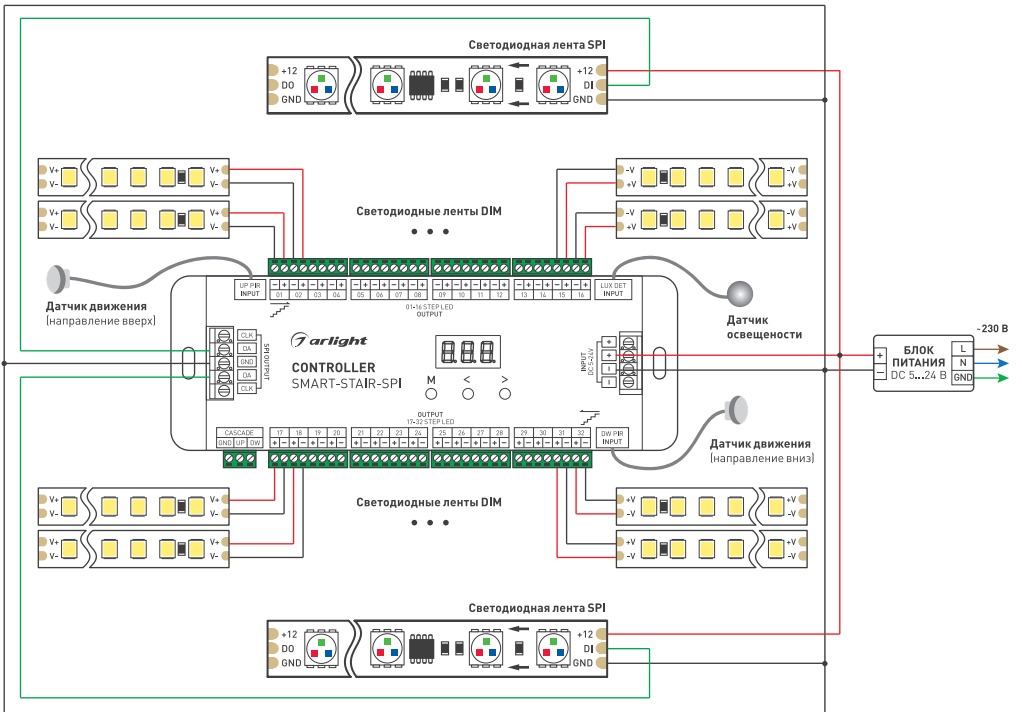 Светодиодная лента SPI
+12 +12
DO DI
GND GND
V+ V+ -V -V
V- V- +V +V
V+ V+ -V -V
V- V- +V +V
Светодиодные ленты DIM
• • •
Датчик движения
(направление вверх)
UP PIR
INPUT
- + - + - + - + - + - + - + - + - + - + - + - + - + - + - + - +
01 02 03 04 05 06 07 08 09 10 11 12 13 14 15 16
LUX DET
INPUT
01-16 STEP LED
OUTPUT
Датчик
освещености
CLK
DA
GND
DA
CLK
SPI OUTPUT
arlight
CONTROLLER
SMART-STAIR-SPI
8.8.8.
M < >
INPUT
DC 5-24V
+
+
I
I
~230 В
+
−
БЛОК
ПИТАНИЯ
DC 5...24 В
L
N
GND
OUTPUT
17-32 STEP LED
CASCADE
GND UP DW
17 18 19 20 21 22 23 24 25 26 27 28 29 30 31 32
+ - + - + - + - + - + - + - + - + - + - + - + - + - + - + - + -
DW PIR
INPUT
Датчик движения
(направление вниз)
Светодиодные ленты DIM
• • •
V+ V+ +V +V
V- V- -V -V
V+ V+ +V +V
V- V- -V -V
Светодиодная лента SPI
+12 +12
DO DI
GND GND